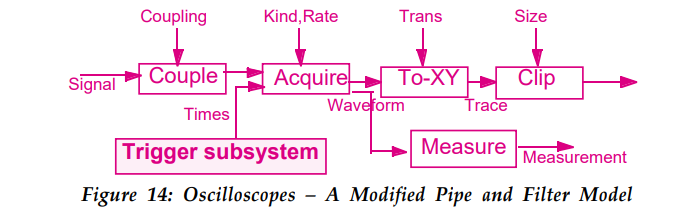 Coupling Kind,Rate Trans Size
Signal Couple Acquire To-XY Clip
Times Waveform Trace
Trigger subsystem Measure Measurement
Figure 14: Oscilloscopes – A Modified Pipe and Filter Model